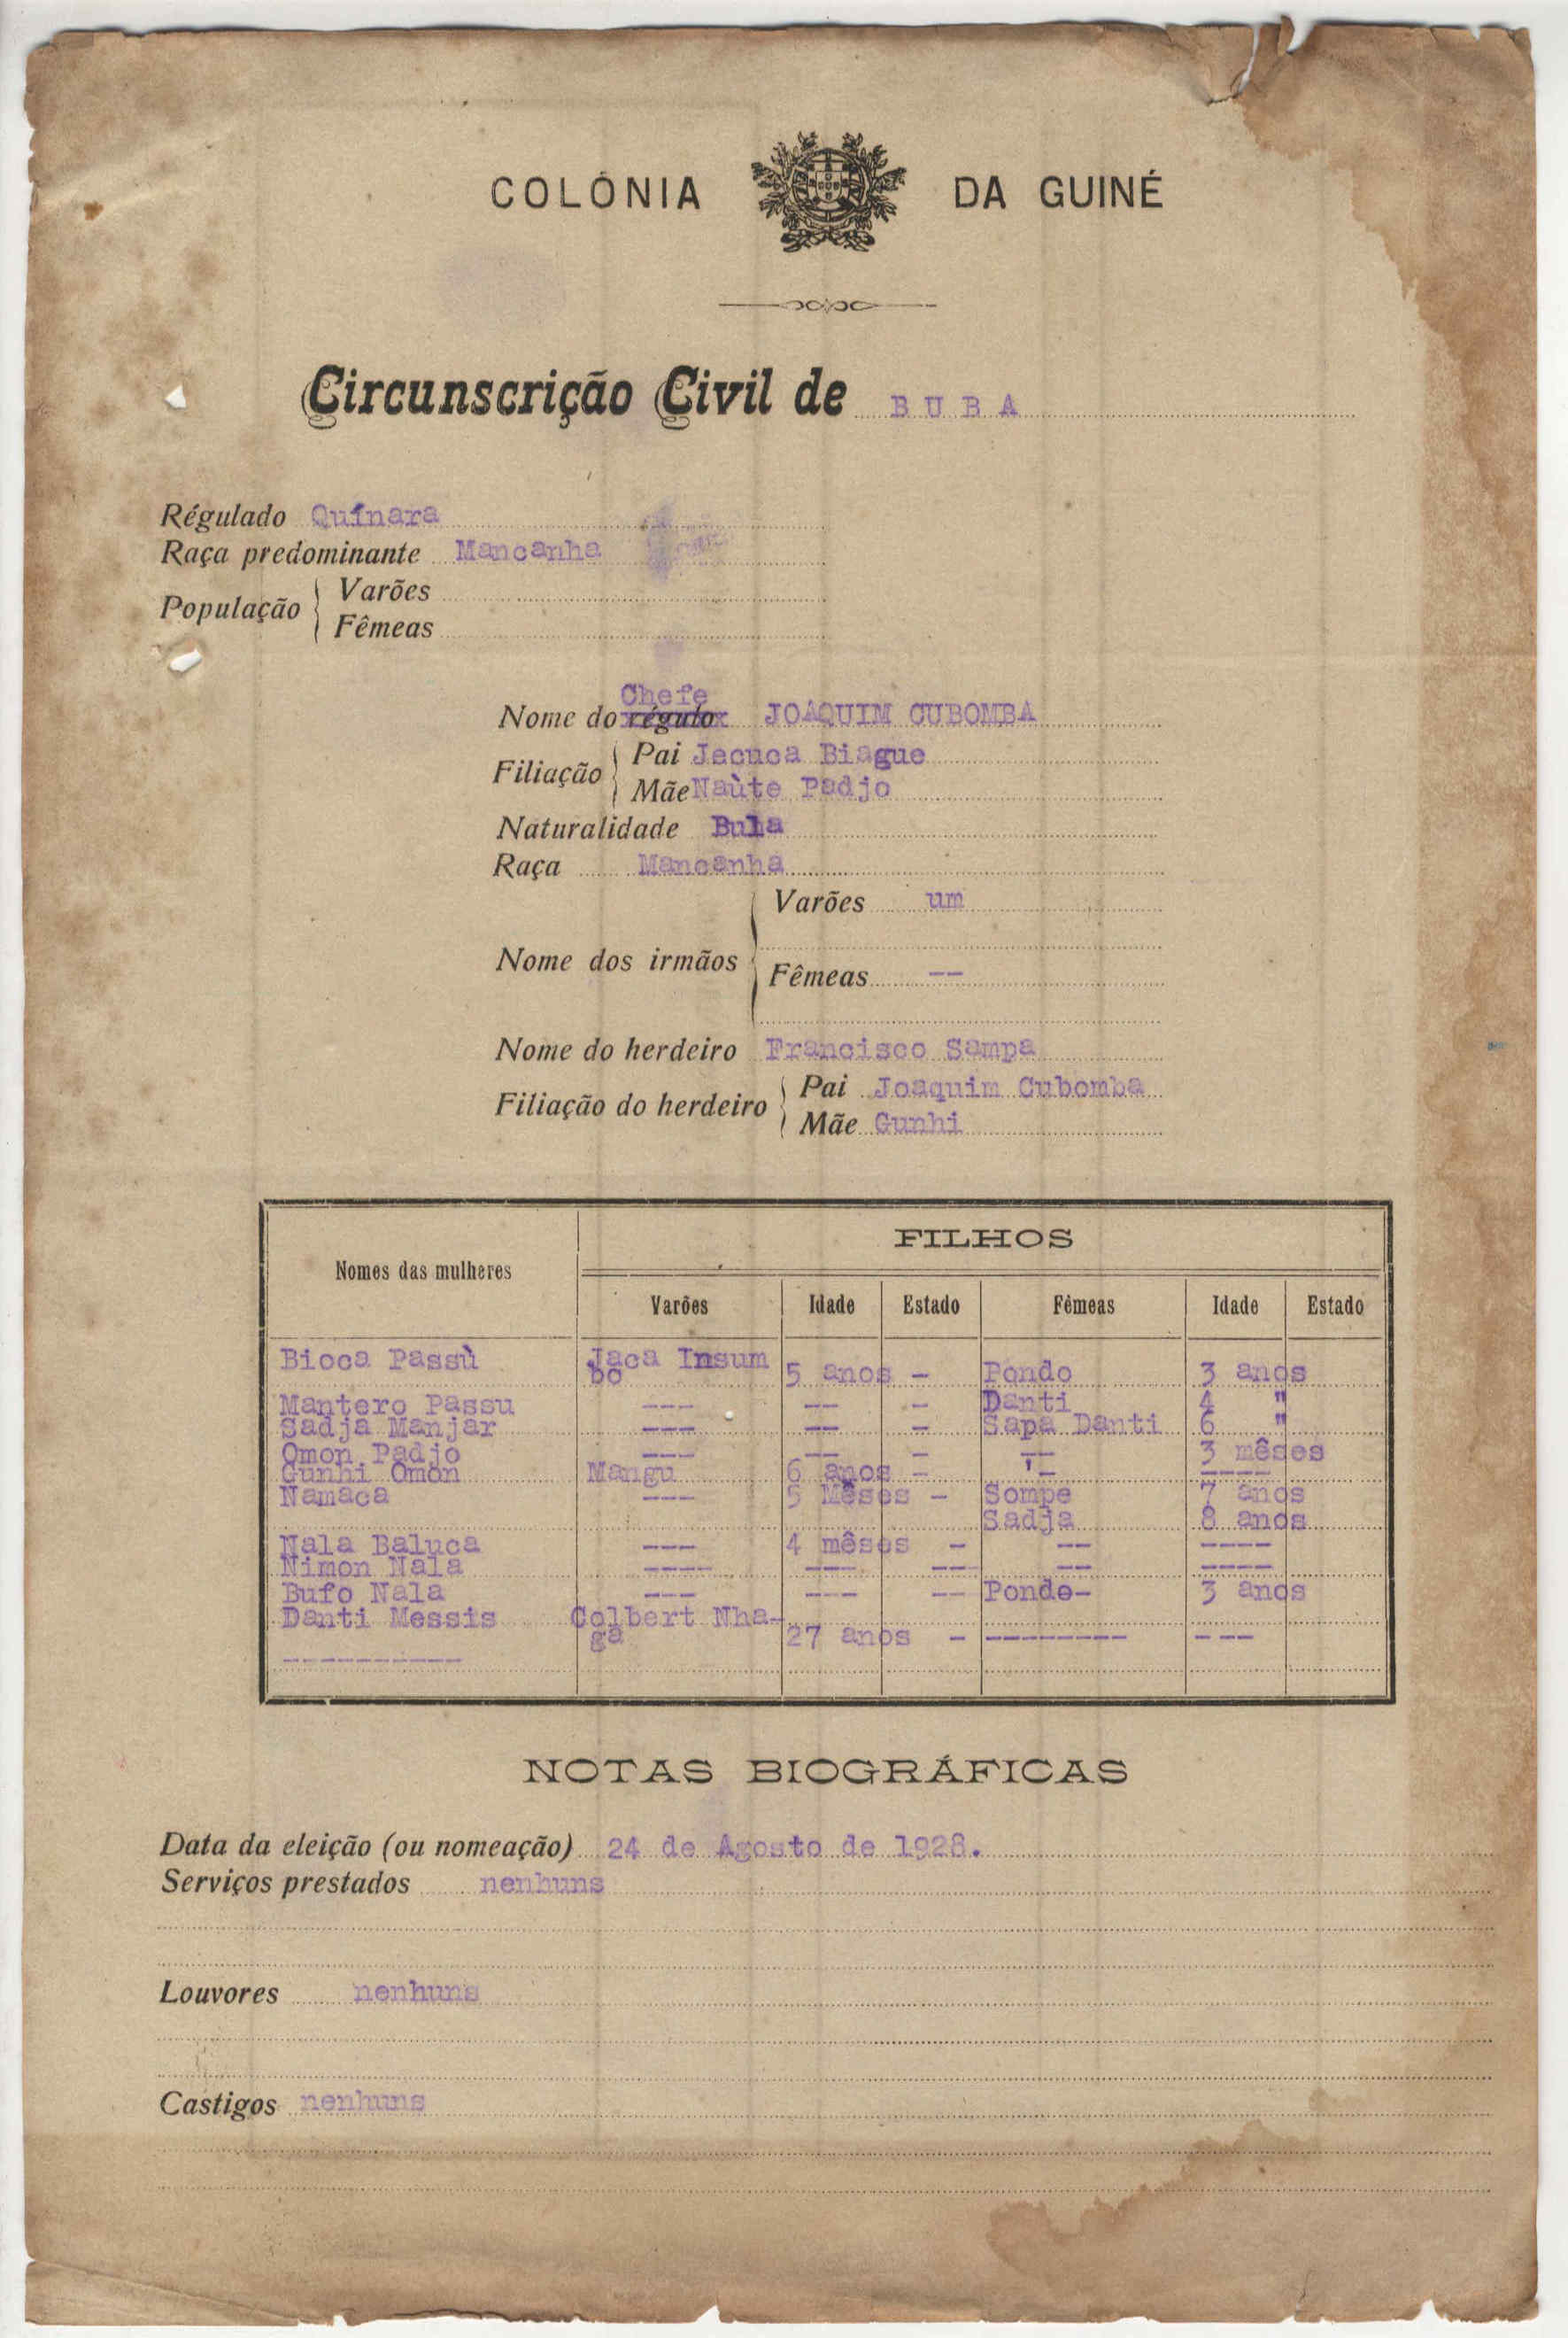 COLÓNIA DA GUINÉ
Circunscrição Civil de BUBA
Régulado Quínara
Raça predominante Mancanha
População
Varões
Fêmeas
Chefe
Nome do régulo JOAQUIM CUBOMBA
Filiação
Pai Jacuca Biague
Mãe Naùte Padjo
Naturalidade Bula
Raça Mancanha
Nome dos irmãos
Varões um
Fêmeas --
Nome do herdeiro Francisco Sampa
Filiação do herdeiro
Pai Joaquim Cubomba
Mãe Gunhi
Nomes das mulheres FILHOS
Varões Idade Estado Fêmeas Idade Estado
Bioca Passù Jaca Insum
bo 5 anos - Pondo 3 anos
Mantero Passu --- -- - Danti 4 "
Sadja Manjar --- -- - Sapa Danti 6 "
Omon Padjo --- -- - -- 3 mêses
Gunhi Omon Mangu 6 anos - '- ----
Namaca --- 5 Mêses - Sompe 7 anos
Sadja 8 anos
Nala Baluca --- 4 mêses - -- ----
Nimon Nala ---- --- -- -- ----
Bufo Nala --- --- -- Pondo- 3 anos
Danti Messis Colbert Nha-
ga 27 anos - --------- ---
-----------
NOTAS BIOGRÁFICAS
Data da eleição (ou nomeação) 24 de Agosto de 1928.
Serviços prestados nenhuns
Louvores nenhuns
Castigos nenhuns